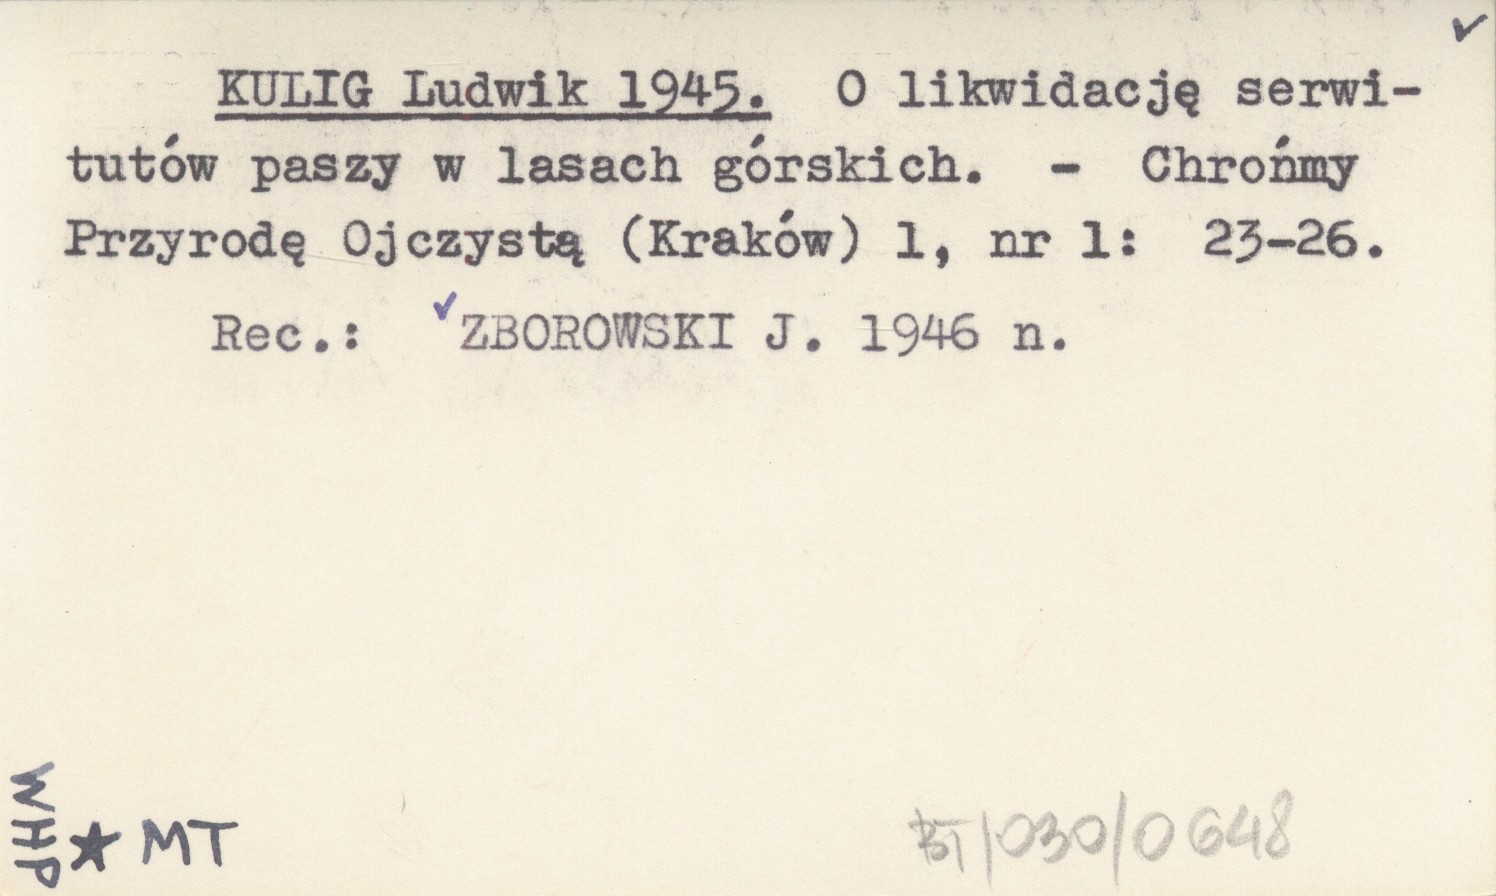 KULIG Ludwik 1945. O likwidację serwi-
tutów paszy w lasach górskich. - Chrońmy
Przyrodę Ojczystą (Kraków) 1, nr 1: 23-26.
Rec.: ✓ZBOROWSKI J. 1946 n.
WHP ★ MT
BT/030/0648